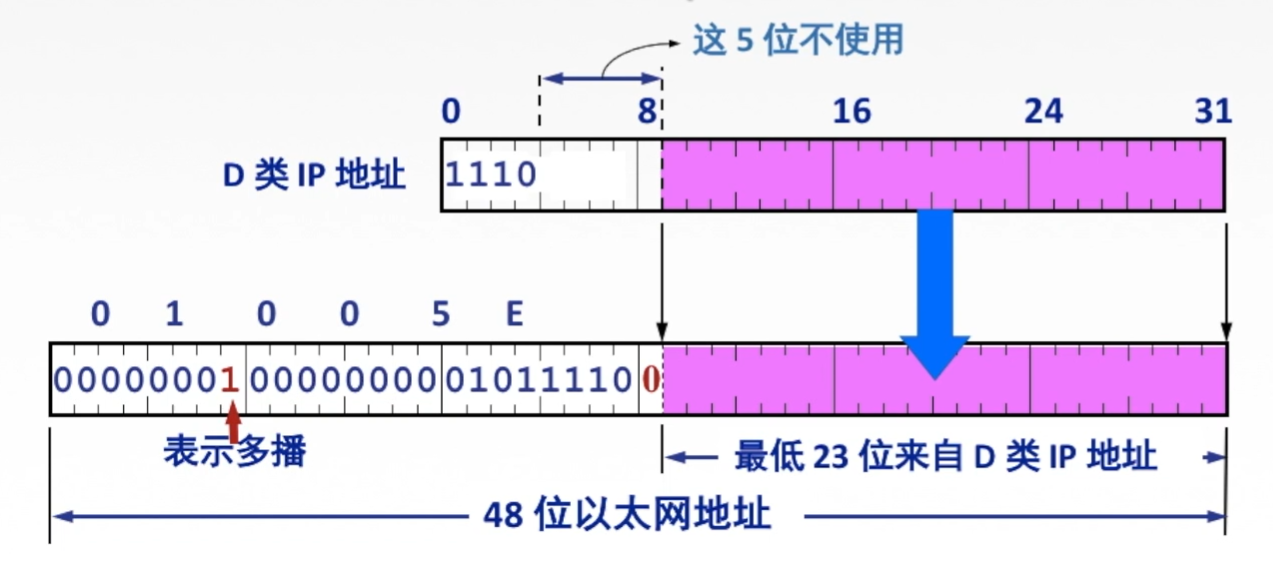 这 5 位不使用
0 8 16 24 31
D 类 IP 地址
1110
0 1 0 0 5 E
00000001 00000000 01011110 0
表示多播
最低 23 位来自 D 类 IP 地址
48 位以太网地址